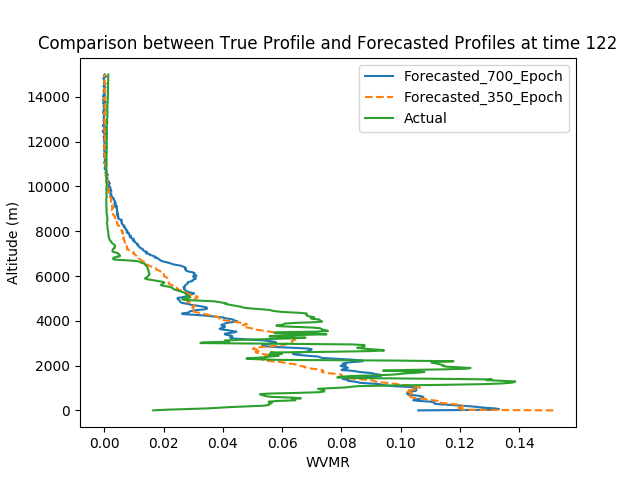 Comparison between True Profile and Forecasted Profiles at time 122
Forecasted_700_Epoch
Forecasted_350_Epoch
Actual
Altitude (m)
14000
12000
10000
8000
6000
4000
2000
0
0.00 0.02 0.04 0.06 0.08 0.10 0.12 0.14
WVMR